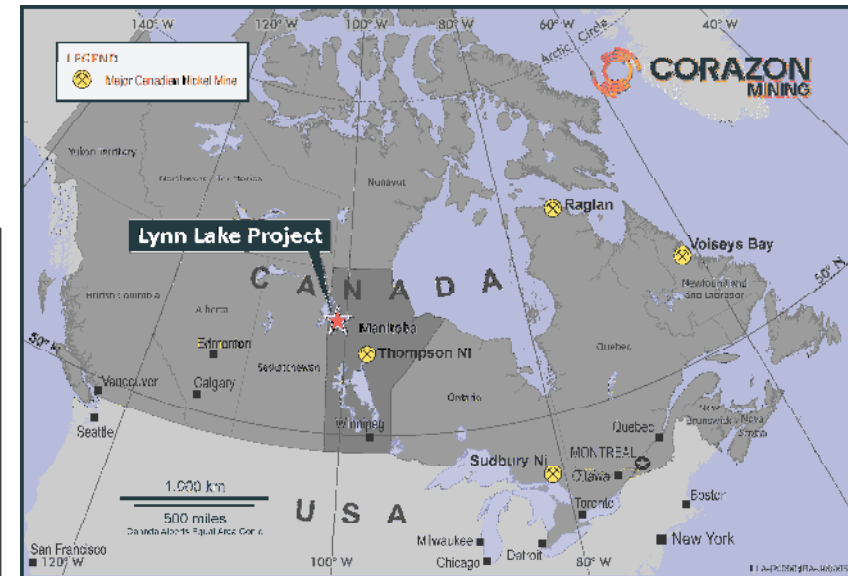 140° W
120° W
100° W
80° W
60° W
40° W
Arctic Circle
LEGEND
Major Canadian Nickel Mine
CORAZON
MINING
Yukon Territory
Nunavut
Raglan
Lynn Lake Project
Voiseys Bay
CANADA
50° N
Newfoundland
and Labrador
British Columbia
Alberta
Manitoba
50° N
Edmonton
Thompson Ni
Saskatchewan
Quebec
Vancouver
Calgary
Ontario
New
Brunswick
Nova
Scotia
Seattle
Winnipeg
Quebec
Sudbury Ni
MONTREAL
Ottawa
1,000 km
Toronto
Boston
500 miles
Canada Albers Equal Area Conic
USA
Milwaukee
Detroit
New York
San Francisco
120° W
100° W
Chicago
80° W